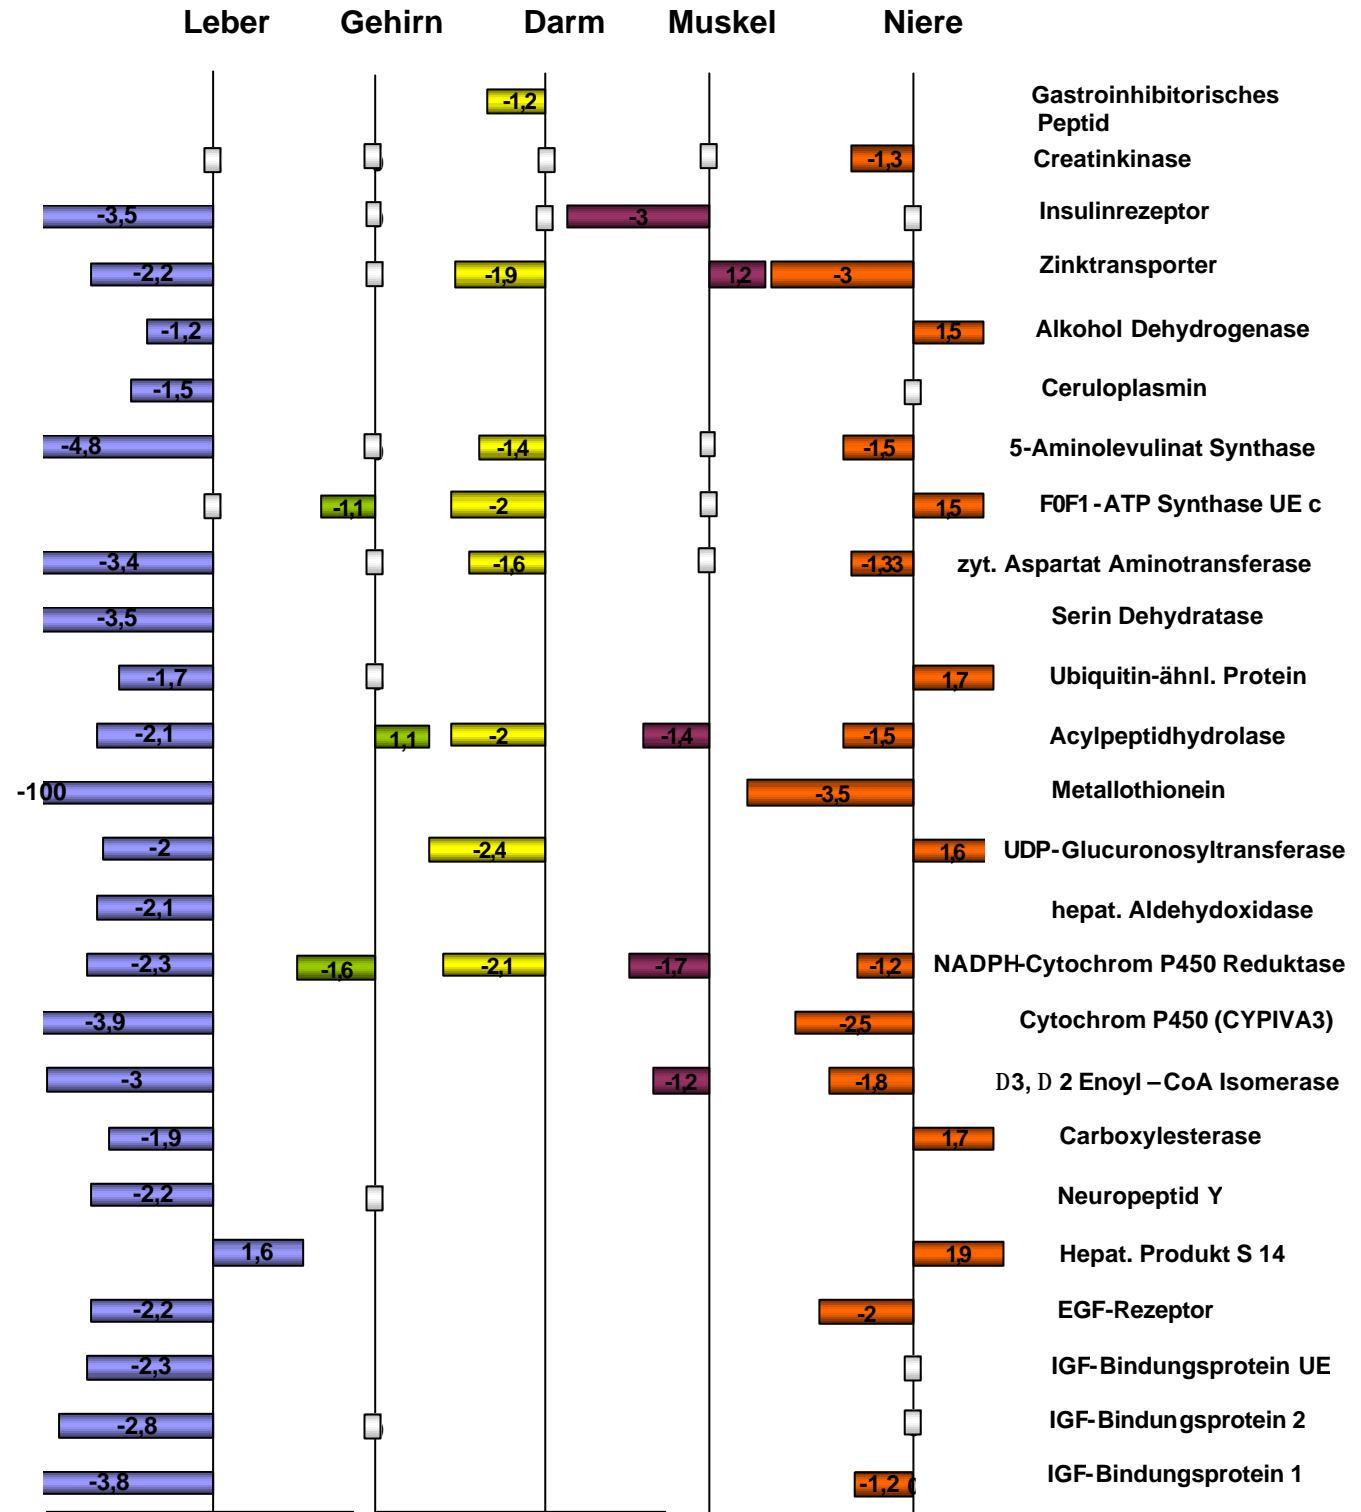 Leber Gehirn Darm Muskel Niere
-1,2 Gastroinhibitorisches
Peptid
-1,3 Creatinkinase
-3,5 -3 Insulinrezeptor
-2,2 -1,9 1,2 -3 Zinktransporter
-1,2 1,5 Alkohol Dehydrogenase
-1,5 Ceruloplasmin
-4,8 -1,4 -1,5 5-Aminolevulinat Synthase
-1,1 -2 1,5 F0F1-ATP Synthase UE c
-3,4 -1,6 -1,33 zyt. Aspartat Aminotransferase
-3,5 Serin Dehydratase
-1,7 1,7 Ubiquitin-ähnl. Protein
-2,1 1,1 -2 -1,4 -1,5 Acylpeptidhydrolase
-100 -3,5 Metallothionein
-2 -2,4 1,6 UDP-Glucuronosyltransferase
-2,1 hepat. Aldehydoxidase
-2,3 -1,6 -2,1 -1,7 -1,2 NADPH-Cytochrom P450 Reduktase
-3,9 -2,5 Cytochrom P450 (CYPIVA3)
-3 -1,2 -1,8 D3, D 2 Enoyl –CoA Isomerase
-1,9 1,7 Carboxylesterase
-2,2 Neuropeptid Y
1,6 1,9 Hepat. Produkt S 14
-2,2 -2 EGF-Rezeptor
-2,3 IGF-Bindungsprotein UE
-2,8 IGF-Bindungsprotein 2
-3,8 -1,2 IGF-Bindungsprotein 1